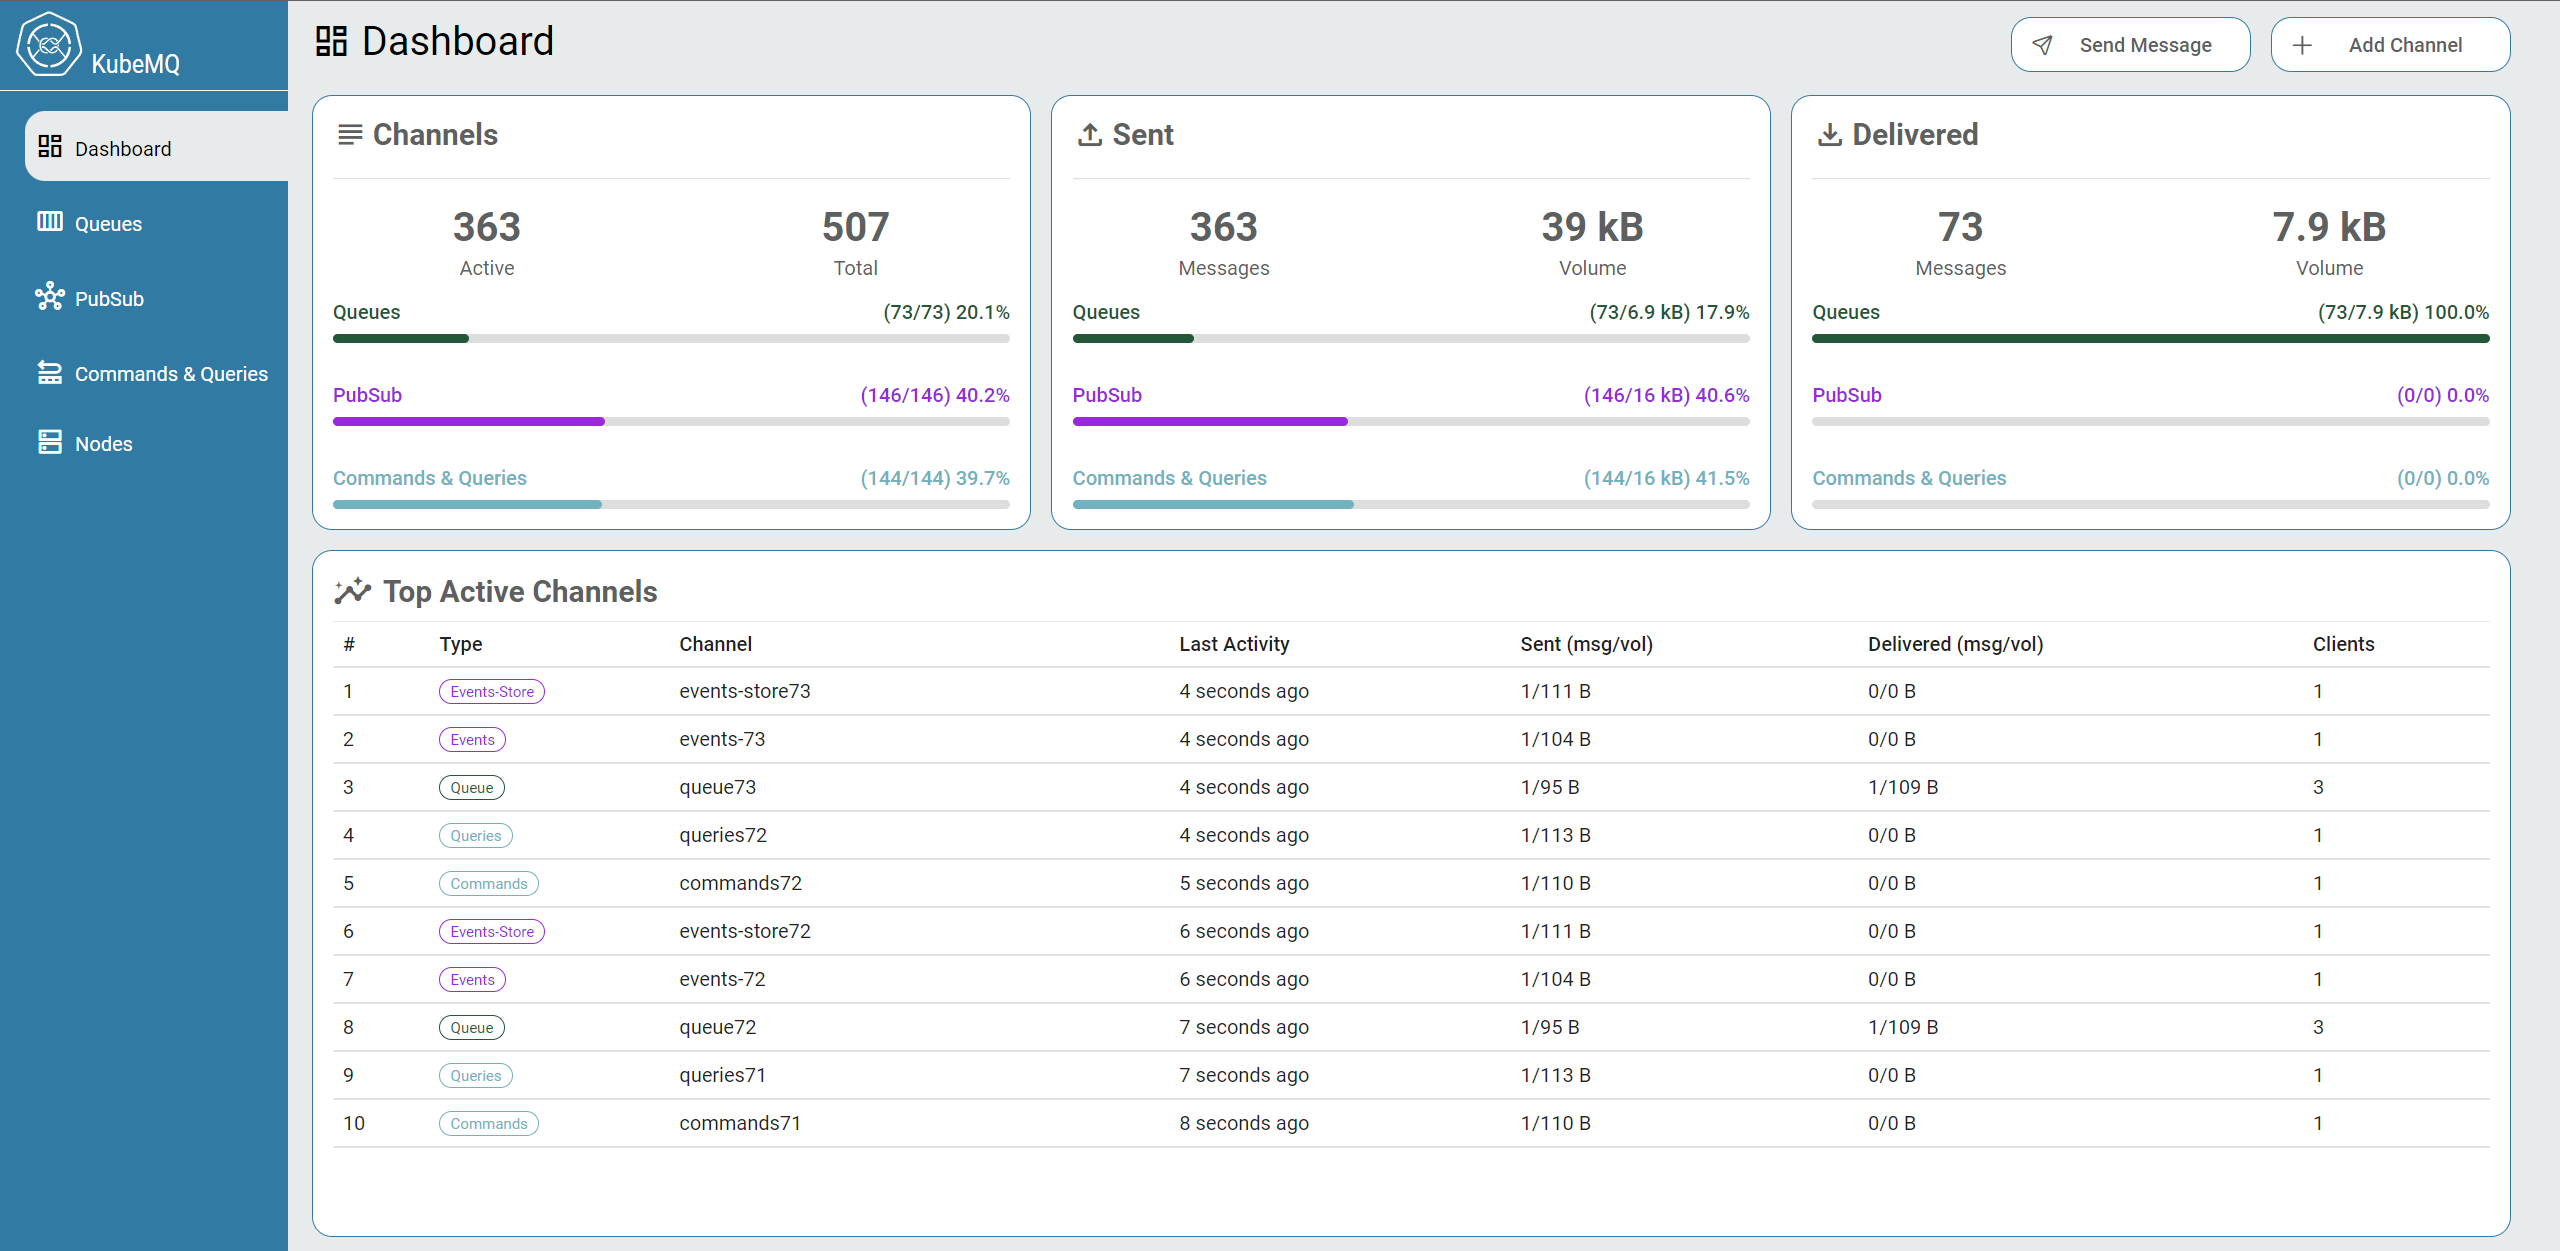 KubeMQ
Dashboard
Queues
PubSub
Commands & Queries
Nodes
Dashboard
Send Message
Add Channel
Channels
363 507
Active Total
Queues (73/73) 20.1%
PubSub (146/146) 40.2%
Commands & Queries (144/144) 39.7%
Sent
363 39 kB
Messages Volume
Queues (73/6.9 kB) 17.9%
PubSub (146/16 kB) 40.6%
Commands & Queries (144/16 kB) 41.5%
Delivered
73 7.9 kB
Messages Volume
Queues (73/7.9 kB) 100.0%
PubSub (0/0) 0.0%
Commands & Queries (0/0) 0.0%
Top Active Channels
# Type Channel Last Activity Sent (msg/vol) Delivered (msg/vol) Clients
1 Events-Store events-store73 4 seconds ago 1/111 B 0/0 B 1
2 Events events-73 4 seconds ago 1/104 B 0/0 B 1
3 Queue queue73 4 seconds ago 1/95 B 1/109 B 3
4 Queries queries72 4 seconds ago 1/113 B 0/0 B 1
5 Commands commands72 5 seconds ago 1/110 B 0/0 B 1
6 Events-Store events-store72 6 seconds ago 1/111 B 0/0 B 1
7 Events events-72 6 seconds ago 1/104 B 0/0 B 1
8 Queue queue72 7 seconds ago 1/95 B 1/109 B 3
9 Queries queries71 7 seconds ago 1/113 B 0/0 B 1
10 Commands commands71 8 seconds ago 1/110 B 0/0 B 1